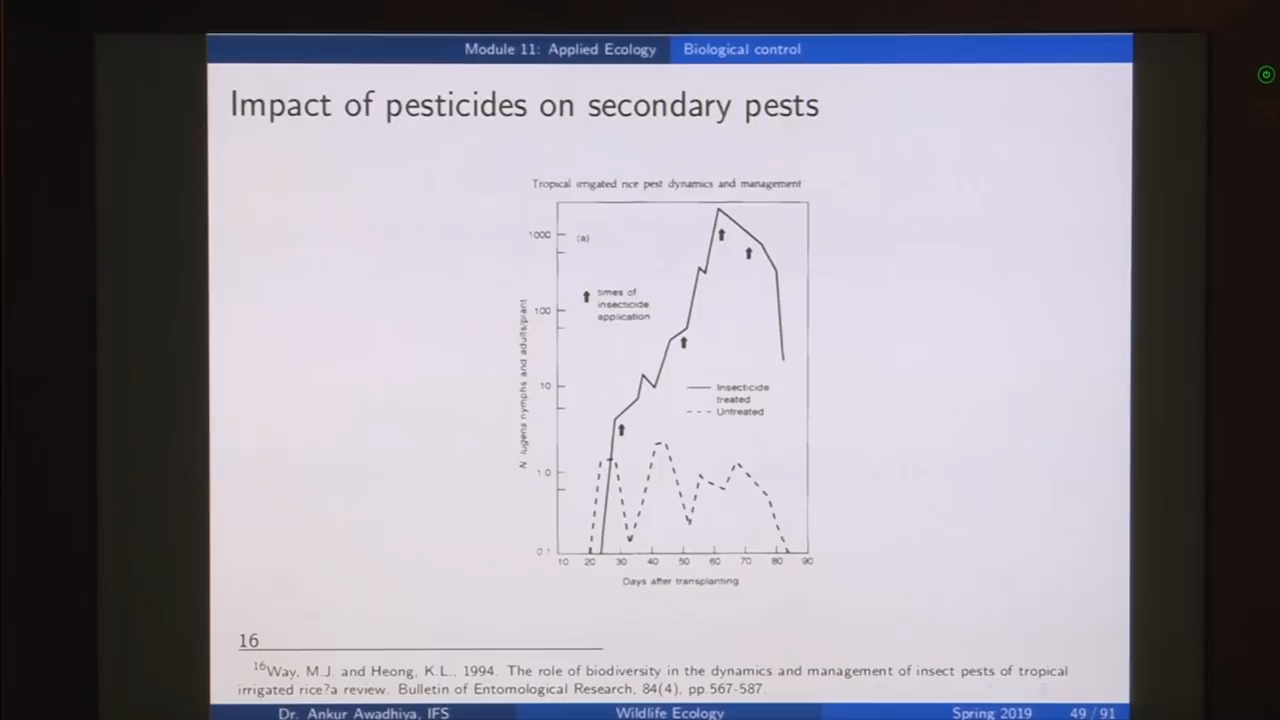 Module 11: Applied Ecology Biological control
Impact of pesticides on secondary pests
Tropical irrigated rice pest dynamics and management
1000
(a)
times of
insecticide
application
100
N lugens nymphs and adults/plant
10
Insecticide
treated
Untreated
1 0
0 1
10 20 30 40 50 60 70 80 90
Days after transplanting
16
16Way, M.J. and Heong, K.L., 1994. The role of biodiversity in the dynamics and management of insect pests of tropical
irrigated rice?a review. Bulletin of Entomological Research, 84(4), pp.567-587.
Dr. Ankur Awadhiya, IFS Wildlife Ecology Spring 2019 49 / 91